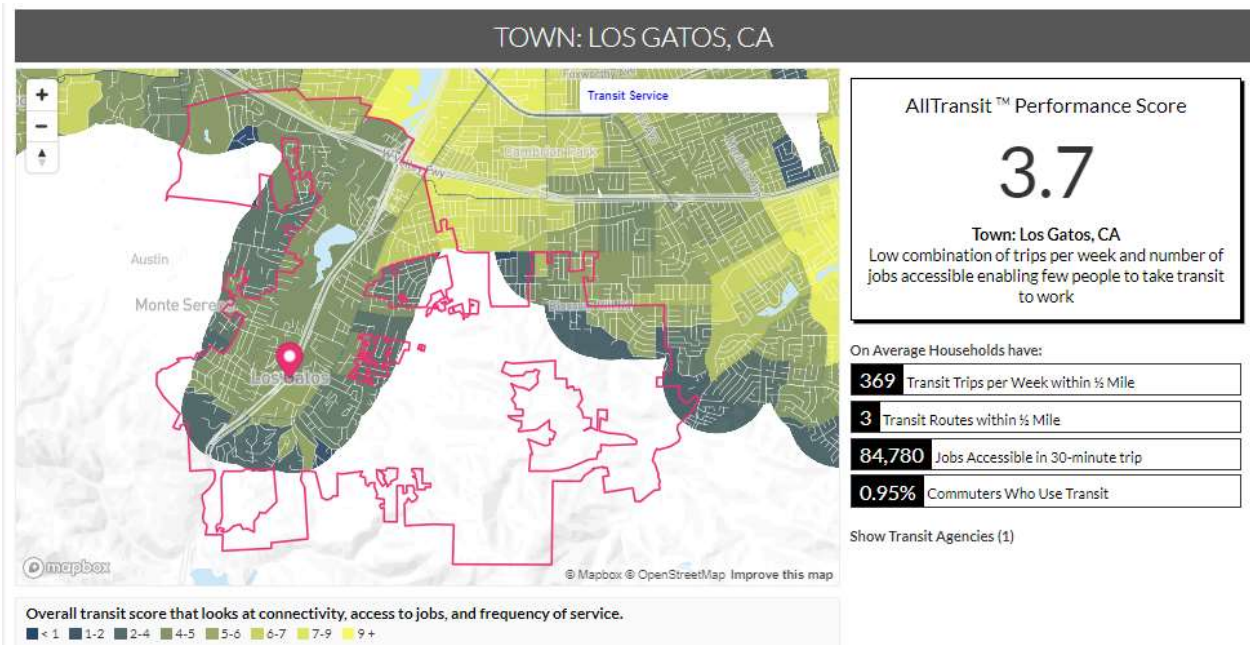 TOWN: LOS GATOS, CA
+
−
Foxworthy Ave
Transit Service
Cambrian Park
W Valley Fwy
Austin
Monte Sereno
Los Gatos
mapbox
© Mapbox © OpenStreetMap Improve this map
Overall transit score that looks at connectivity, access to jobs, and frequency of service.
< 1 1-2 2-4 4-5 5-6 6-7 7-9 9 +
AllTransit ™ Performance Score
3.7
Town: Los Gatos, CA
Low combination of trips per week and number of
jobs accessible enabling few people to take transit
to work
On Average Households have:
369 Transit Trips per Week within ½ Mile
3 Transit Routes within ½ Mile
84,780 Jobs Accessible in 30-minute trip
0.95% Commuters Who Use Transit
Show Transit Agencies (1)